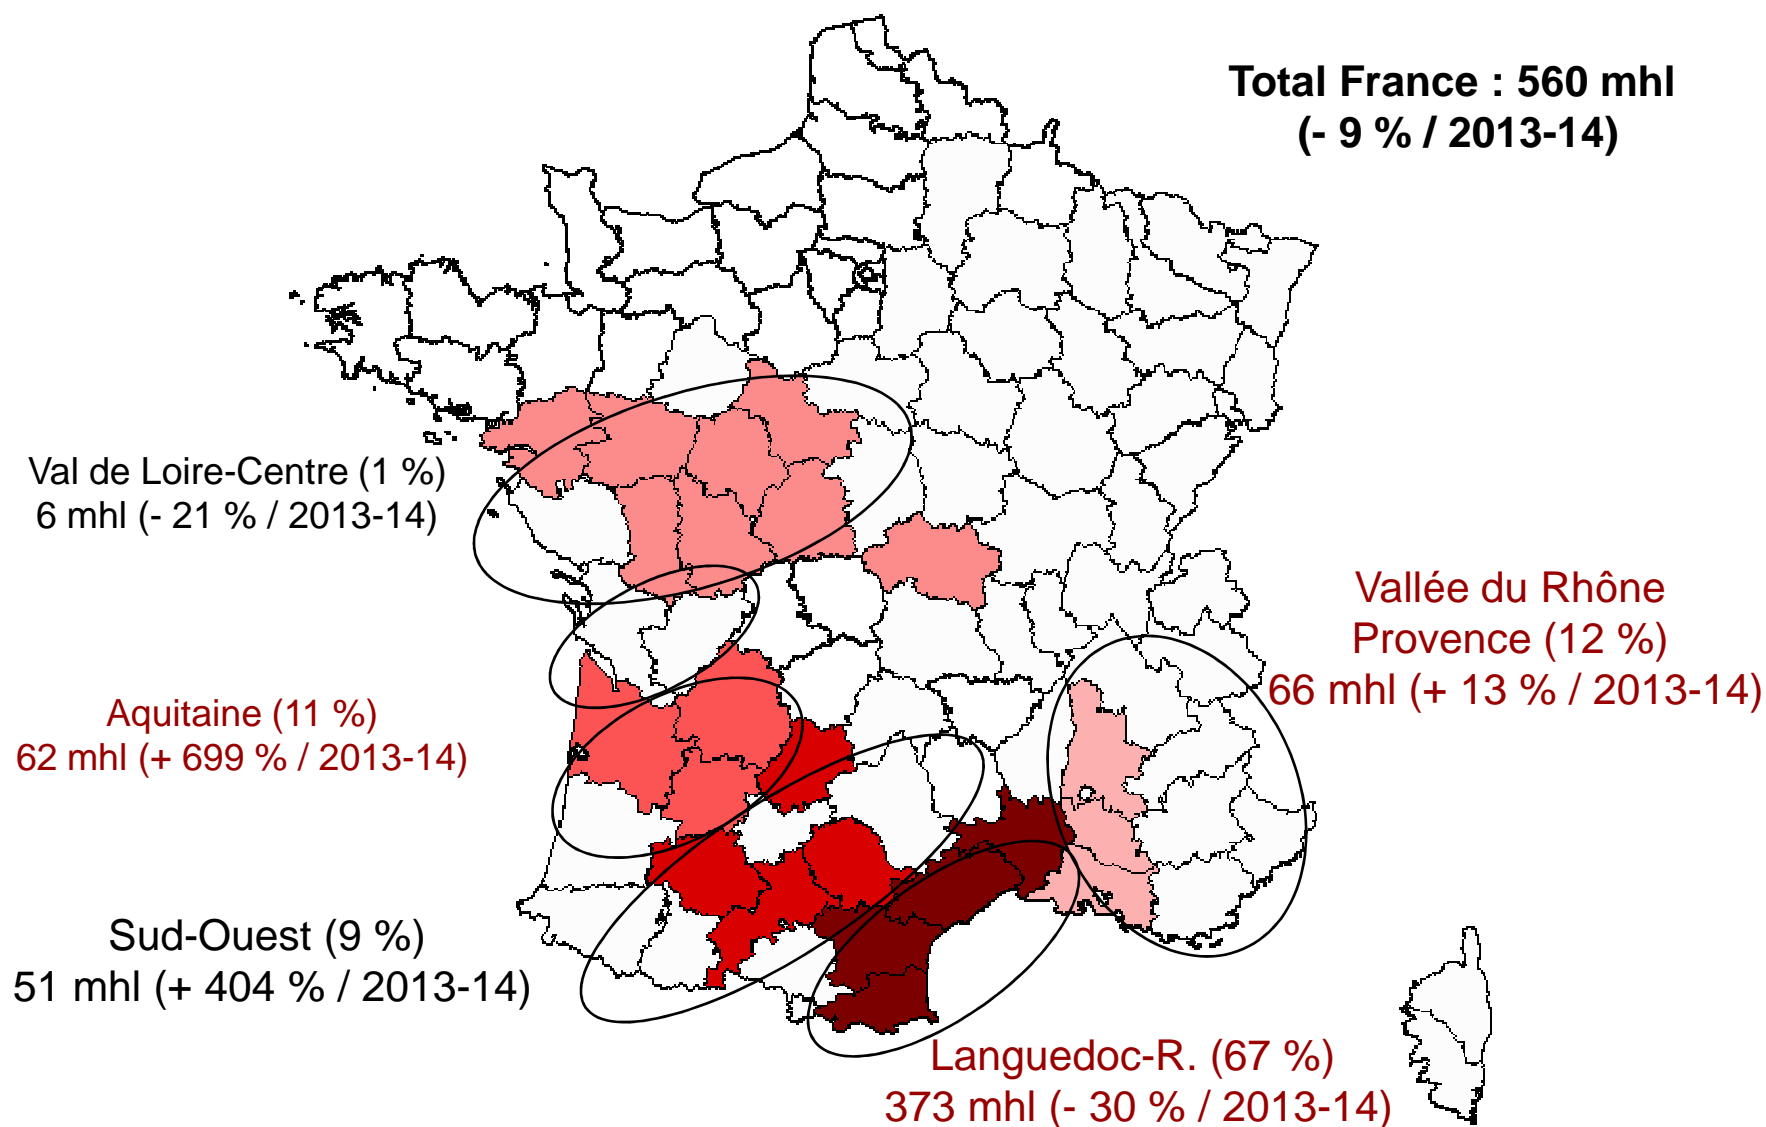 Total France : 560 mhl
(- 9 % / 2013-14)
Val de Loire-Centre (1 %)
6 mhl (- 21 % / 2013-14)
Vallée du Rhône
Provence (12 %)
66 mhl (+ 13 % / 2013-14)
Aquitaine (11 %)
62 mhl (+ 699 % / 2013-14)
Sud-Ouest (9 %)
51 mhl (+ 404 % / 2013-14)
Languedoc-R. (67 %)
373 mhl (- 30 % / 2013-14)